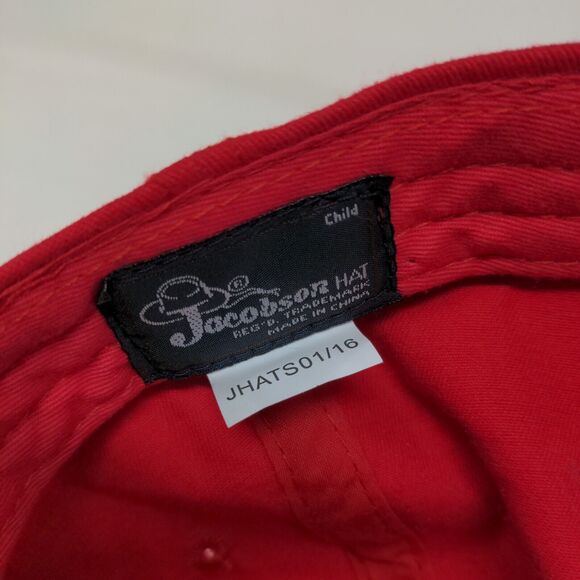 Child
®
Jacobson HAT
REG'D. TRADEMARK
MADE IN CHINA
JHATS01/16